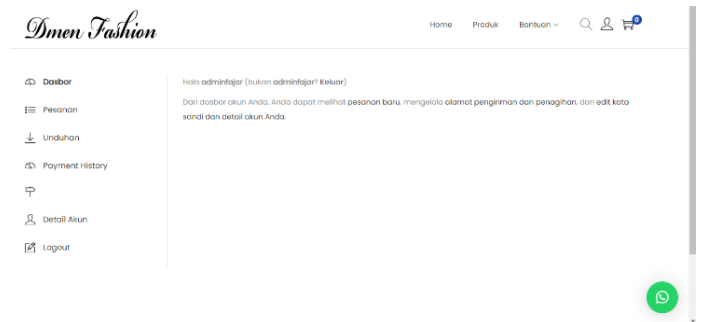 Dmen Fashion
Home Produk Bantuan 0
Dasbor
Pesanan
Unduhan
Payment History
Detail Akun
Logout
Halo adminfajar (bukan adminfajar? Keluar)
Dari dasbor akun Anda, Anda dapat melihat pesanan baru, mengelola alamat pengiriman dan penagihan, dan edit kata
sandi dan detail akun Anda.